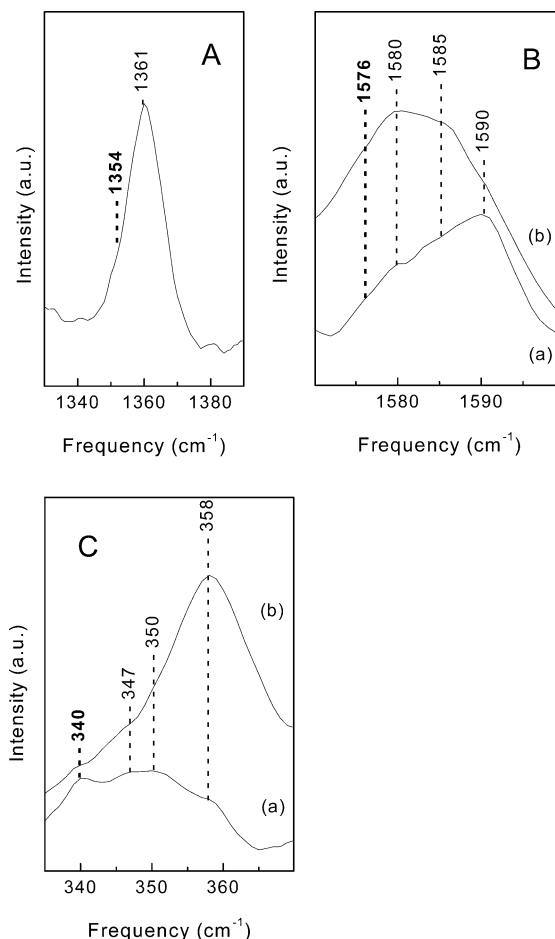 A
1361
1354
Intensity (a.u.)
1340 1360 1380
Frequency (cm⁻¹)
B
1576
1580
1585
1590
(b)
(a)
Intensity (a.u.)
1580 1590
Frequency (cm⁻¹)
C
358
350
347
340
(b)
(a)
Intensity (a.u.)
340 350 360
Frequency (cm⁻¹)